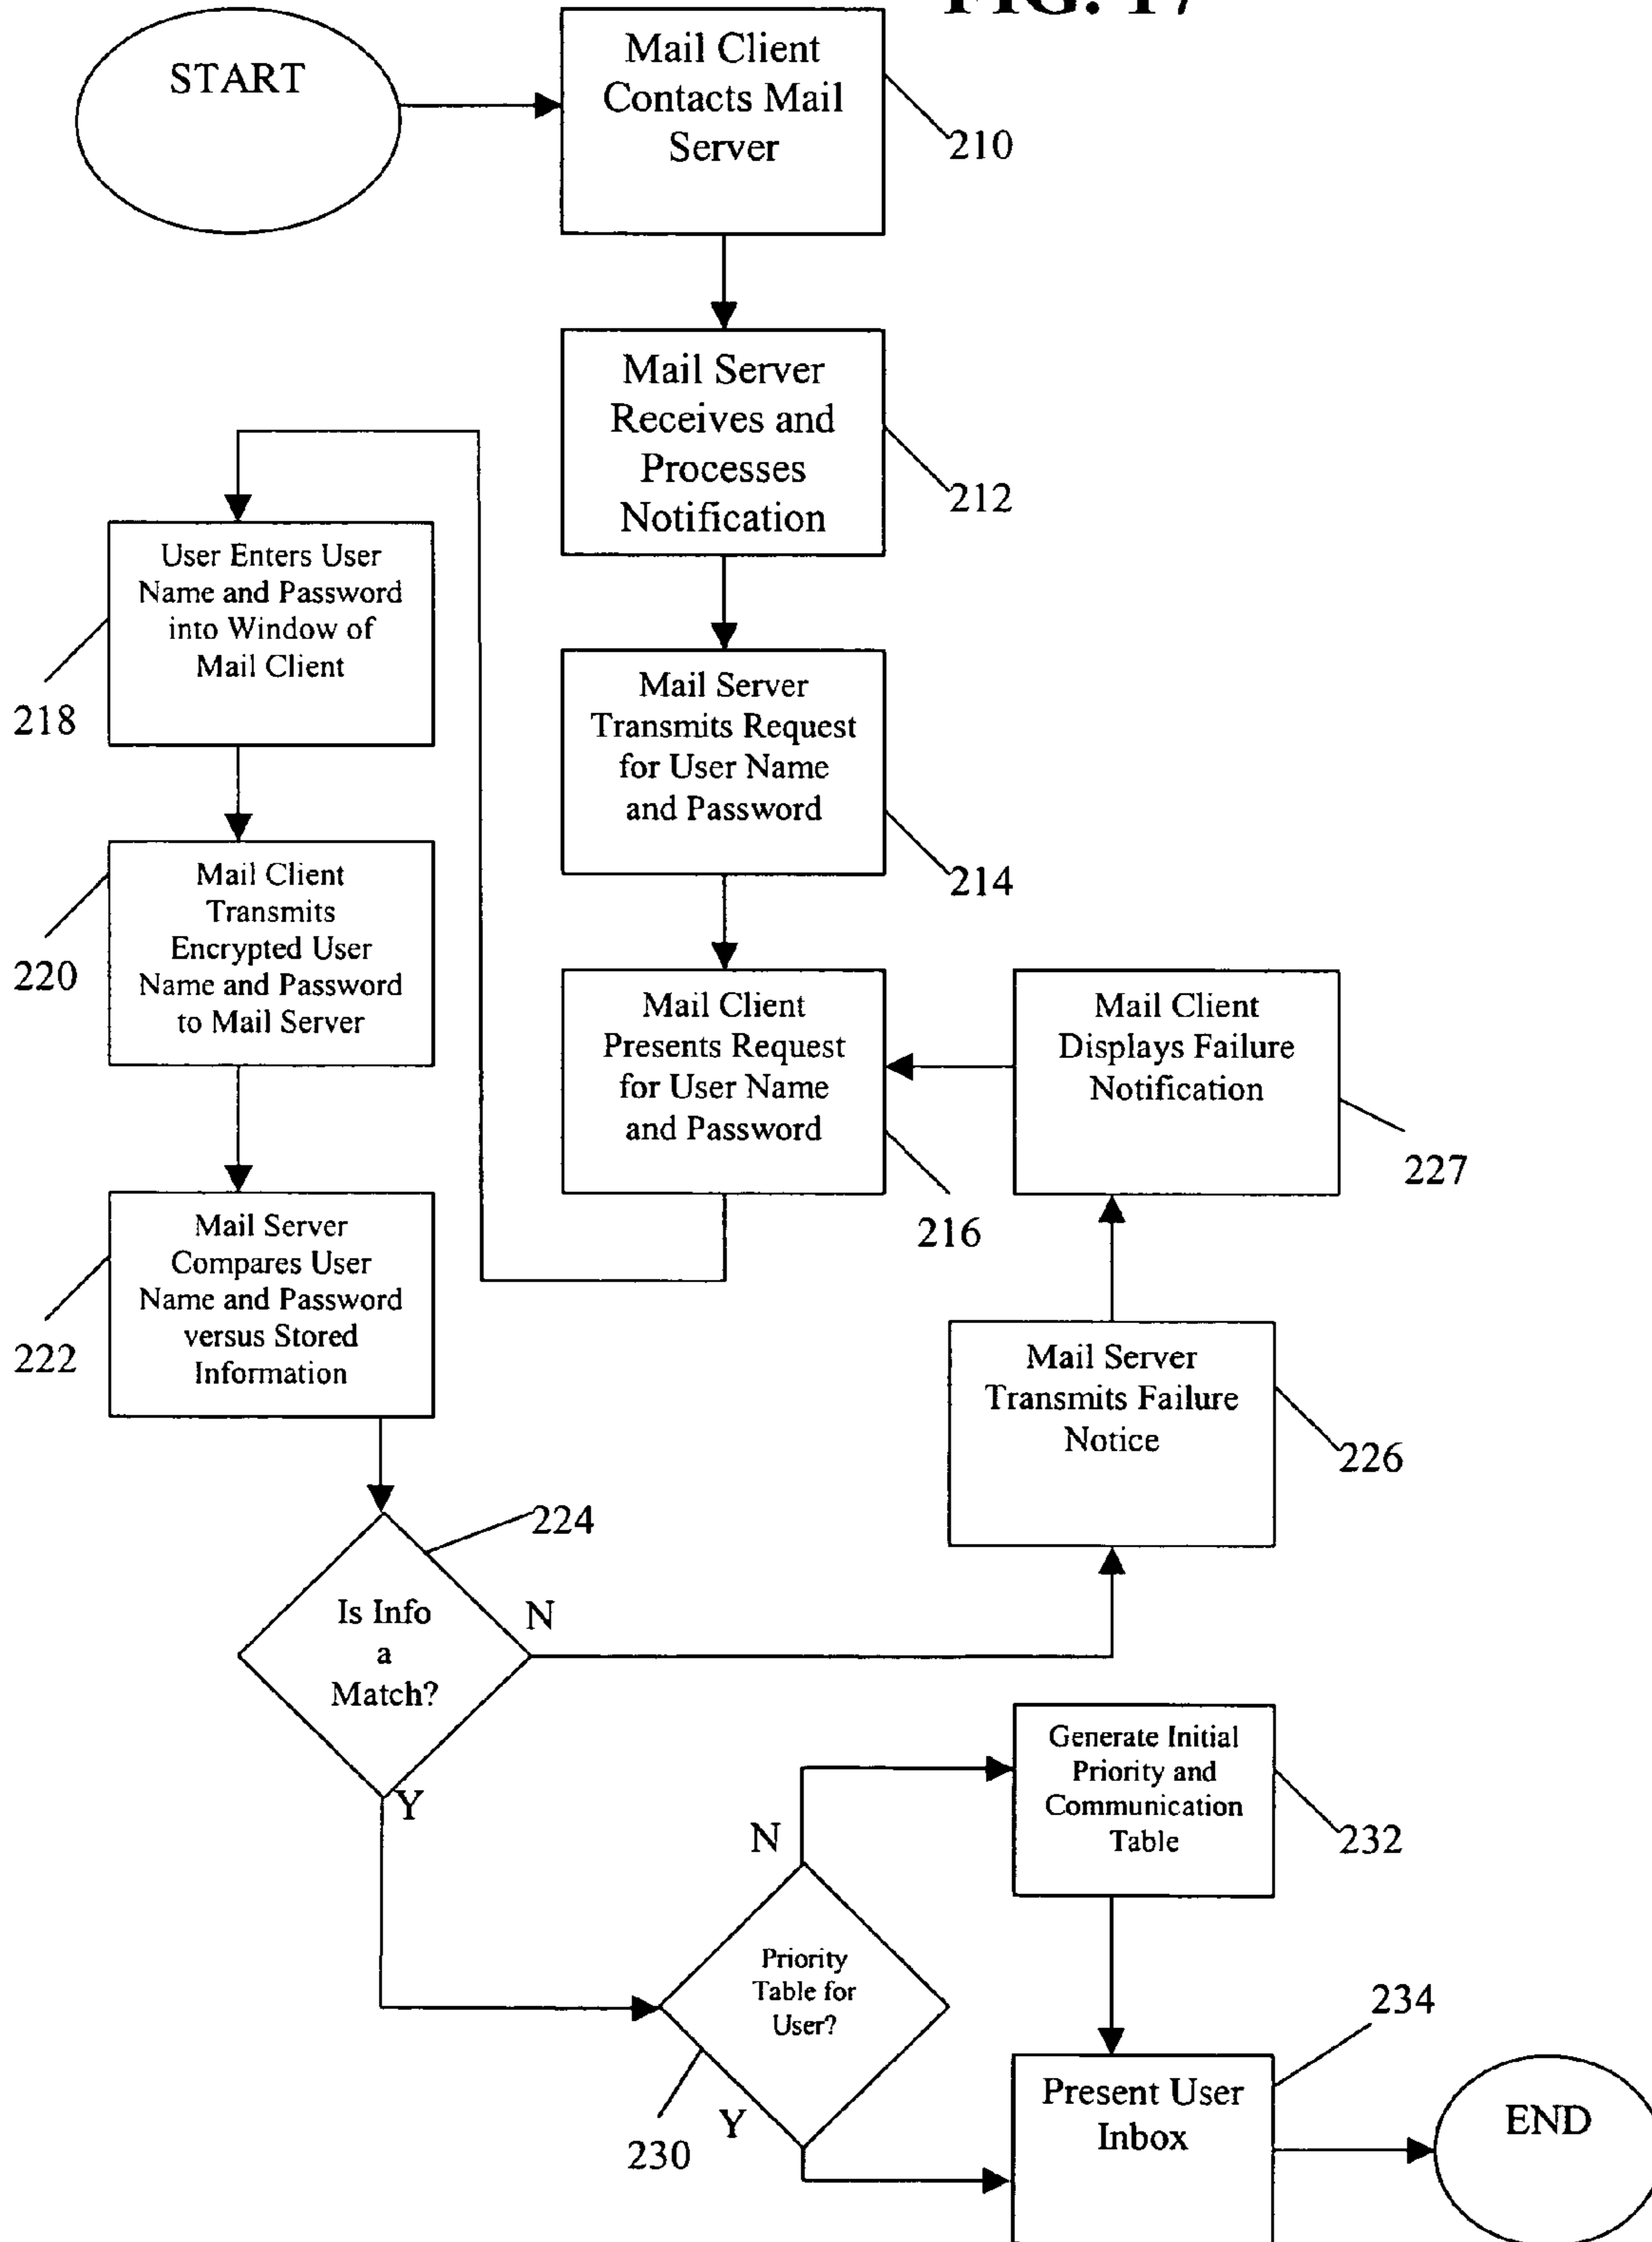 FIG. 17
START
Mail Client
Contacts Mail
Server
210
Mail Server
Receives and
Processes
Notification
212
User Enters User
Name and Password
into Window of
Mail Client
218
Mail Server
Transmits Request
for User Name
and Password
214
Mail Client
Transmits
Encrypted User
Name and Password
to Mail Server
220
Mail Client
Presents Request
for User Name
and Password
216
Mail Client
Displays Failure
Notification
227
Mail Server
Compares User
Name and Password
versus Stored
Information
222
Mail Server
Transmits Failure
Notice
226
224
Is Info
a
Match?
N
Y
Generate Initial
Priority and
Communication
Table
232
N
Priority
Table for
User?
230
Y
234
Present User
Inbox
END